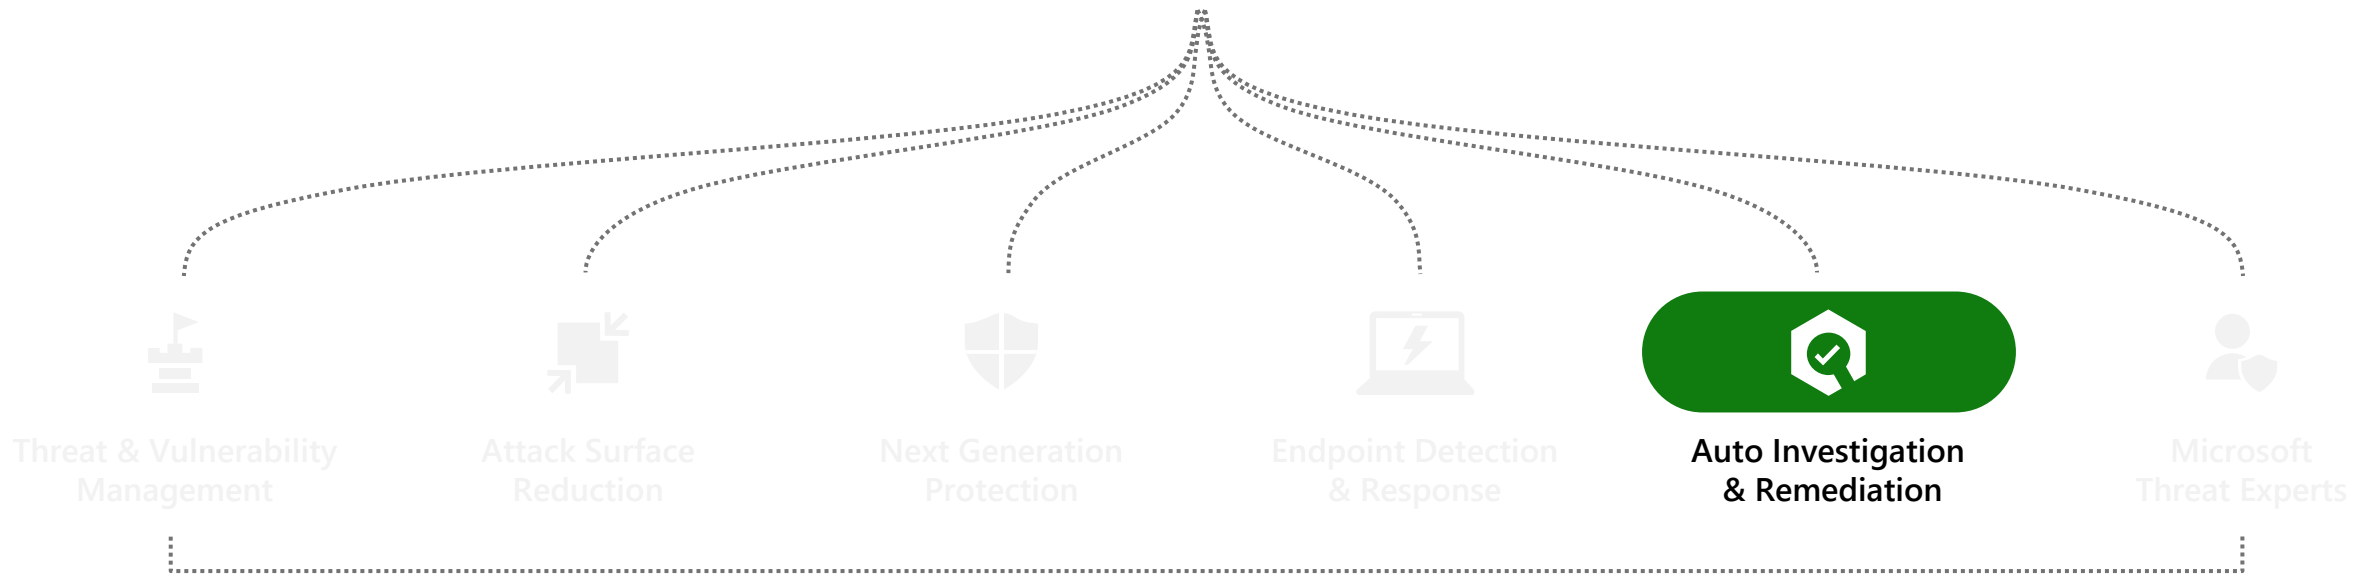 Threat & Vulnerability
Management
Attack Surface
Reduction
Next Generation
Protection
Endpoint Detection
& Response
Auto Investigation
& Remediation
Microsoft
Threat Experts